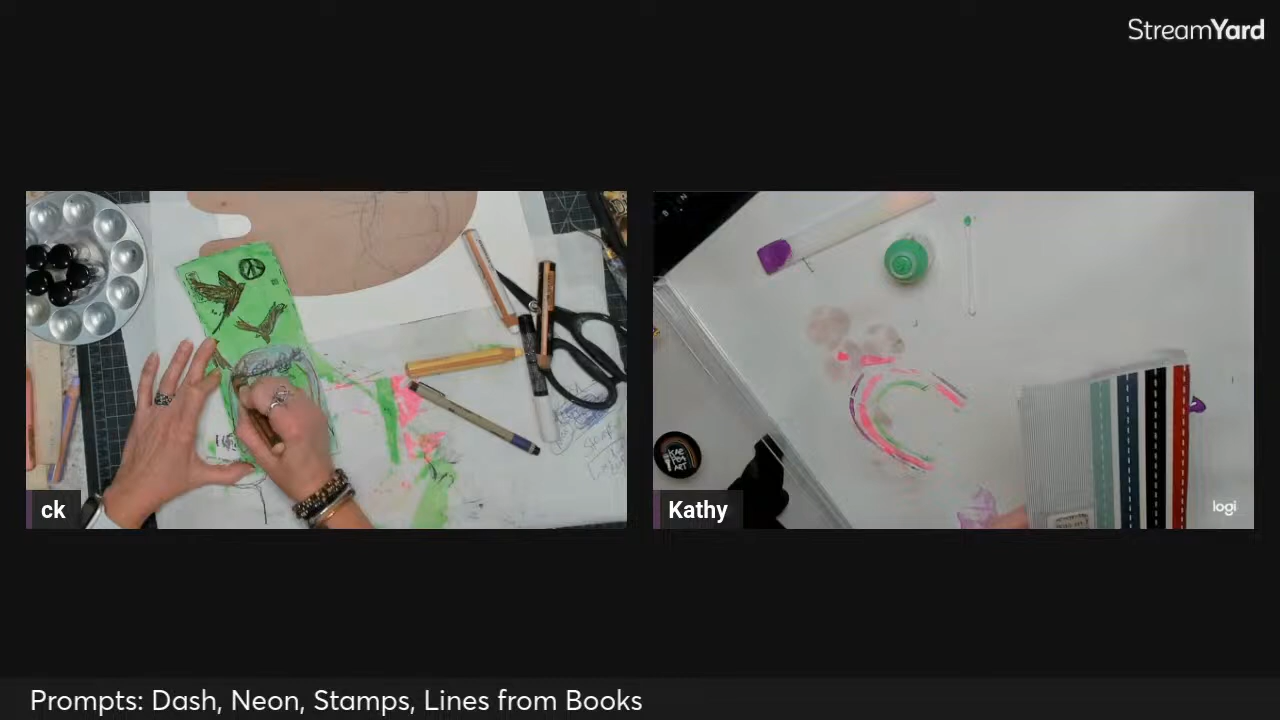 StreamYard
ck
Kathy
logi
Prompts: Dash, Neon, Stamps, Lines from Books